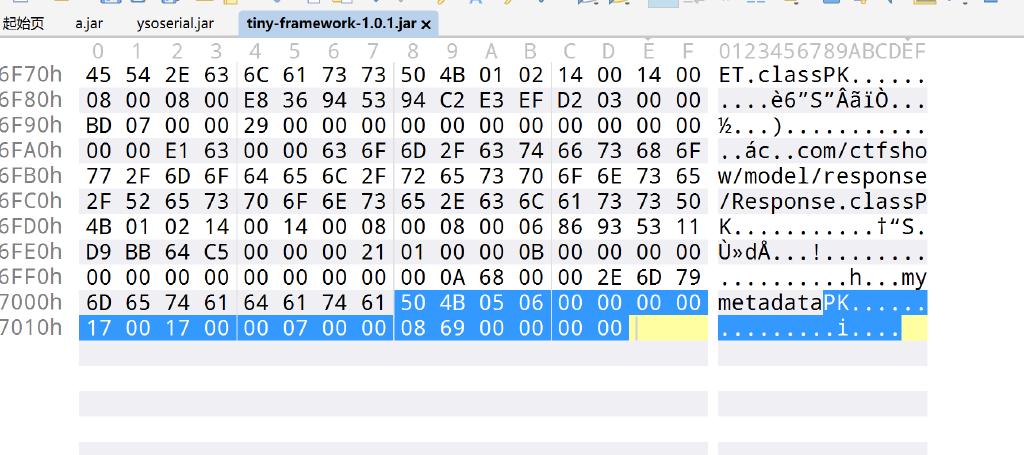 起始页 a.jar ysoserial.jar tiny-framework-1.0.1.jar ×
0 1 2 3 4 5 6 7 8 9 A B C D E F 0123456789ABCDEF
6F70h 45 54 2E 63 6C 61 73 73 50 4B 01 02 14 00 14 00 ET.classPK......
6F80h 08 00 08 00 E8 36 94 53 94 C2 E3 EF D2 03 00 00 ....è6”S”ÂãïÒ...
6F90h BD 07 00 00 29 00 00 00 00 00 00 00 00 00 00 00 ½...)...........
6FA0h 00 00 E1 63 00 00 63 6F 6D 2F 63 74 66 73 68 6F ..ác..com/ctfsho
6FB0h 77 2F 6D 6F 64 65 6C 2F 72 65 73 70 6F 6E 73 65 w/model/response
6FC0h 2F 52 65 73 70 6F 6E 73 65 2E 63 6C 61 73 73 50 /Response.classP
6FD0h 4B 01 02 14 00 14 00 08 00 08 00 06 86 93 53 11 K...........†“S.
6FE0h D9 BB 64 C5 00 00 00 21 01 00 00 0B 00 00 00 00 Ù»dÅ...!........
6FF0h 00 00 00 00 00 00 00 00 00 0A 68 00 00 2E 6D 79 ..........h...my
7000h 6D 65 74 61 64 61 74 61 50 4B 05 06 00 00 00 00 metadataPK......
7010h 17 00 17 00 00 07 00 00 08 69 00 00 00 00 .........i....